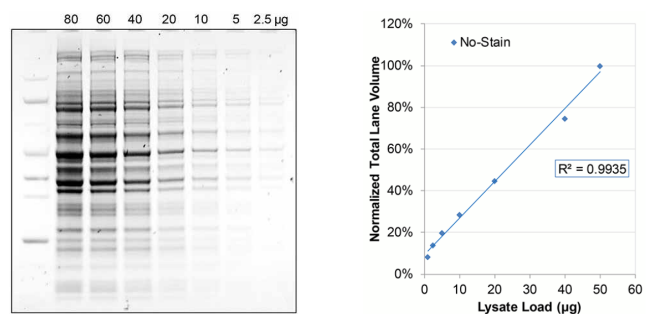 80 60 40 20 10 5 2.5 µg
120%
100%
80%
60%
40%
20%
0%
Normalized Total Lane Volume
No-Stain
R² = 0.9935
0 10 20 30 40 50 60
Lysate Load (µg)